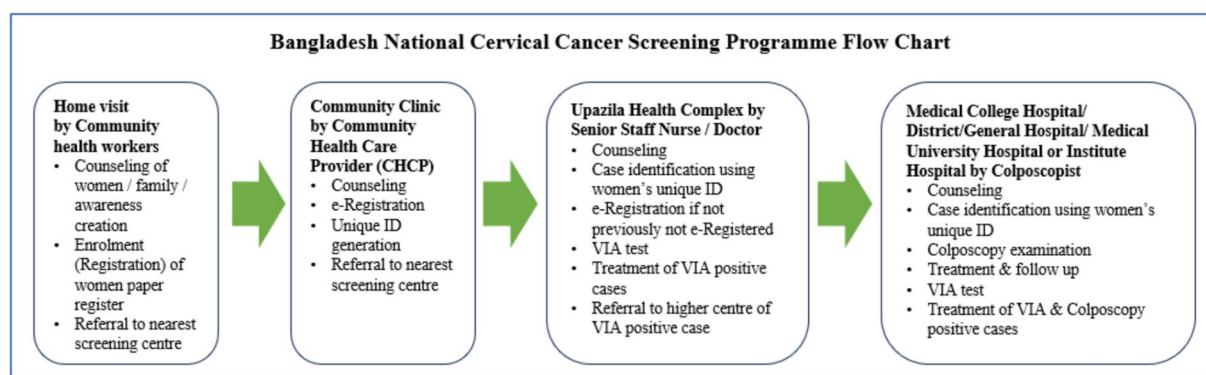 Bangladesh National Cervical Cancer Screening Programme Flow Chart
Home visit
by Community
health workers
• Counseling of
women / family /
awareness
creation
• Enrolment
(Registration) of
women paper
register
• Referral to nearest
screening centre
Community Clinic
by Community
Health Care
Provider (CHCP)
• Counseling
• e-Registration
• Unique ID
generation
• Referral to nearest
screening centre
Upazila Health Complex by
Senior Staff Nurse / Doctor
• Counseling
• Case identification using
women's unique ID
• e-Registration if not
previously not e-Registered
• VIA test
• Treatment of VIA positive
cases
• Referral to higher centre of
VIA positive case
Medical College Hospital/
District/General Hospital/ Medical
University Hospital or Institute
Hospital by Colposcopist
• Counseling
• Case identification using women's
unique ID
• Colposcopy examination
• Treatment & follow up
• VIA test
• Treatment of VIA & Colposcopy
positive cases